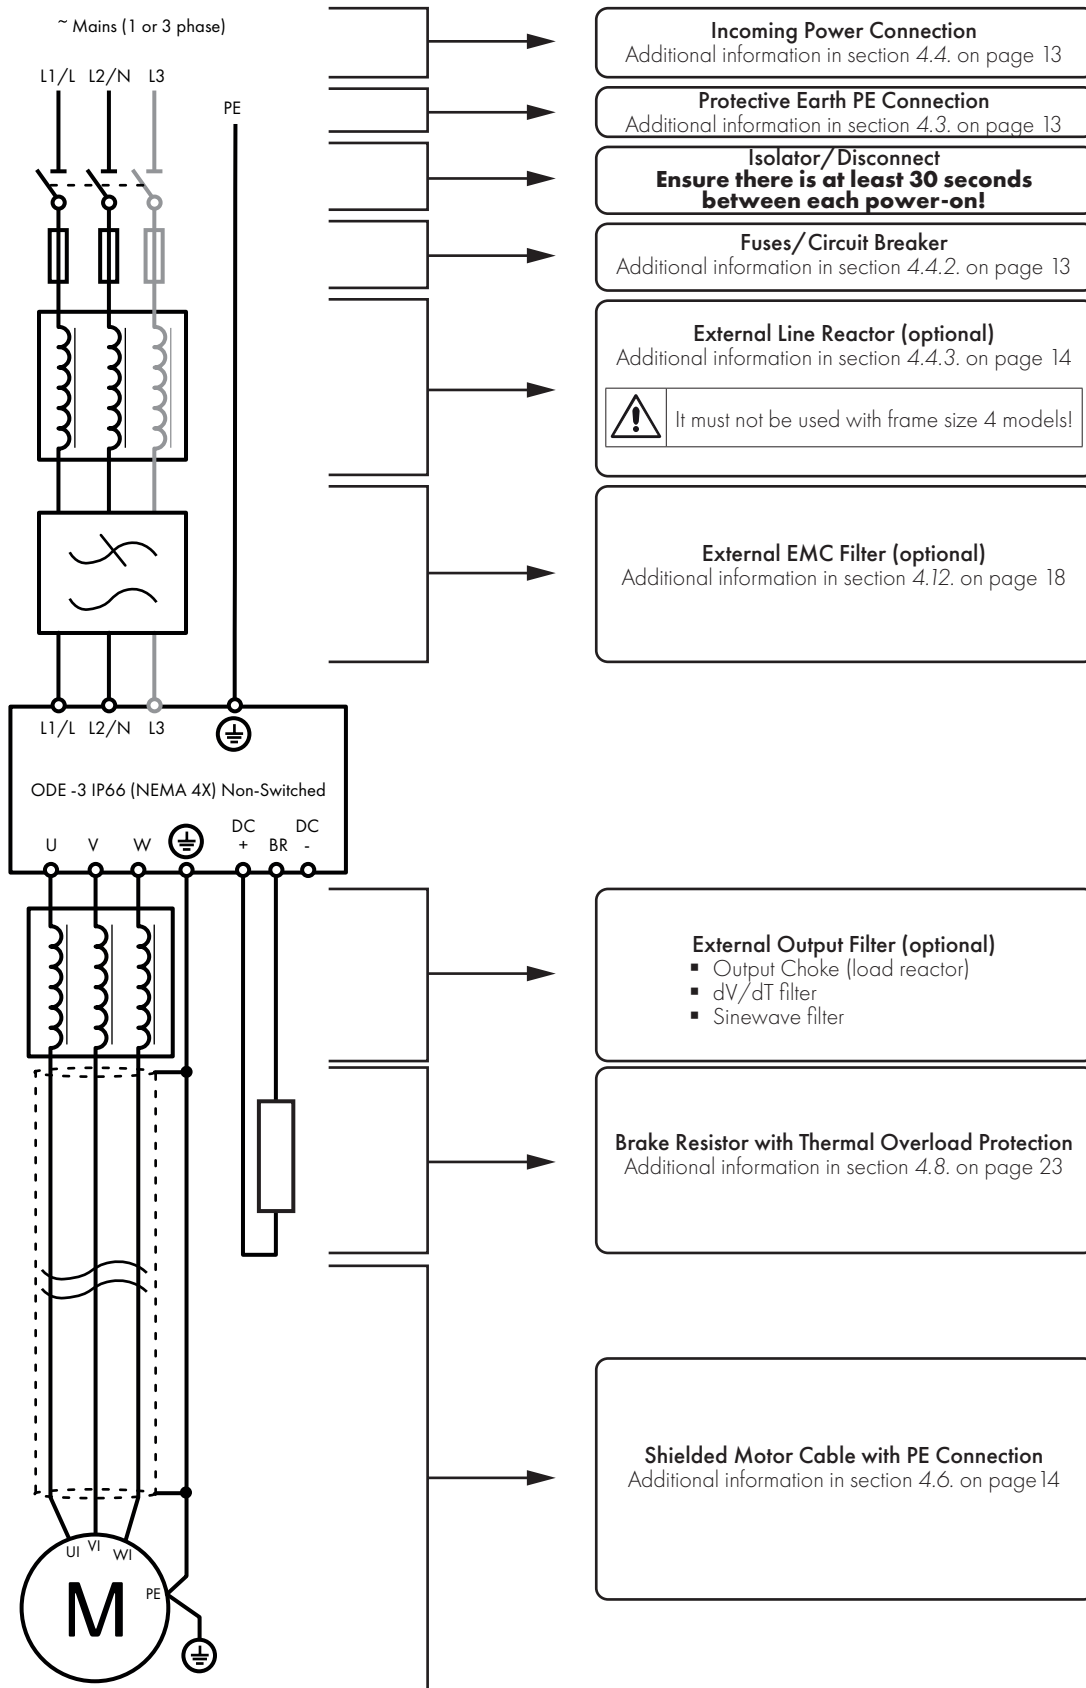 ~ Mains (1 or 3 phase)
L1/L L2/N L3
PE
Incoming Power Connection
Additional information in section 4.4. on page 13
Protective Earth PE Connection
Additional information in section 4.3. on page 13
Isolator/Disconnect
Ensure there is at least 30 seconds
between each power-on!
Fuses/Circuit Breaker
Additional information in section 4.4.2. on page 13
External Line Reactor (optional)
Additional information in section 4.4.3. on page 14
It must not be used with frame size 4 models!
External EMC Filter (optional)
Additional information in section 4.12. on page 18
L1/L L2/N L3
ODE -3 IP66 (NEMA 4X) Non-Switched
U V W DC + BR DC -
External Output Filter (optional)
▪ Output Choke (load reactor)
▪ dV/dT filter
▪ Sinewave filter
Brake Resistor with Thermal Overload Protection
Additional information in section 4.8. on page 23
Shielded Motor Cable with PE Connection
Additional information in section 4.6. on page14
UI VI WI
PE
M